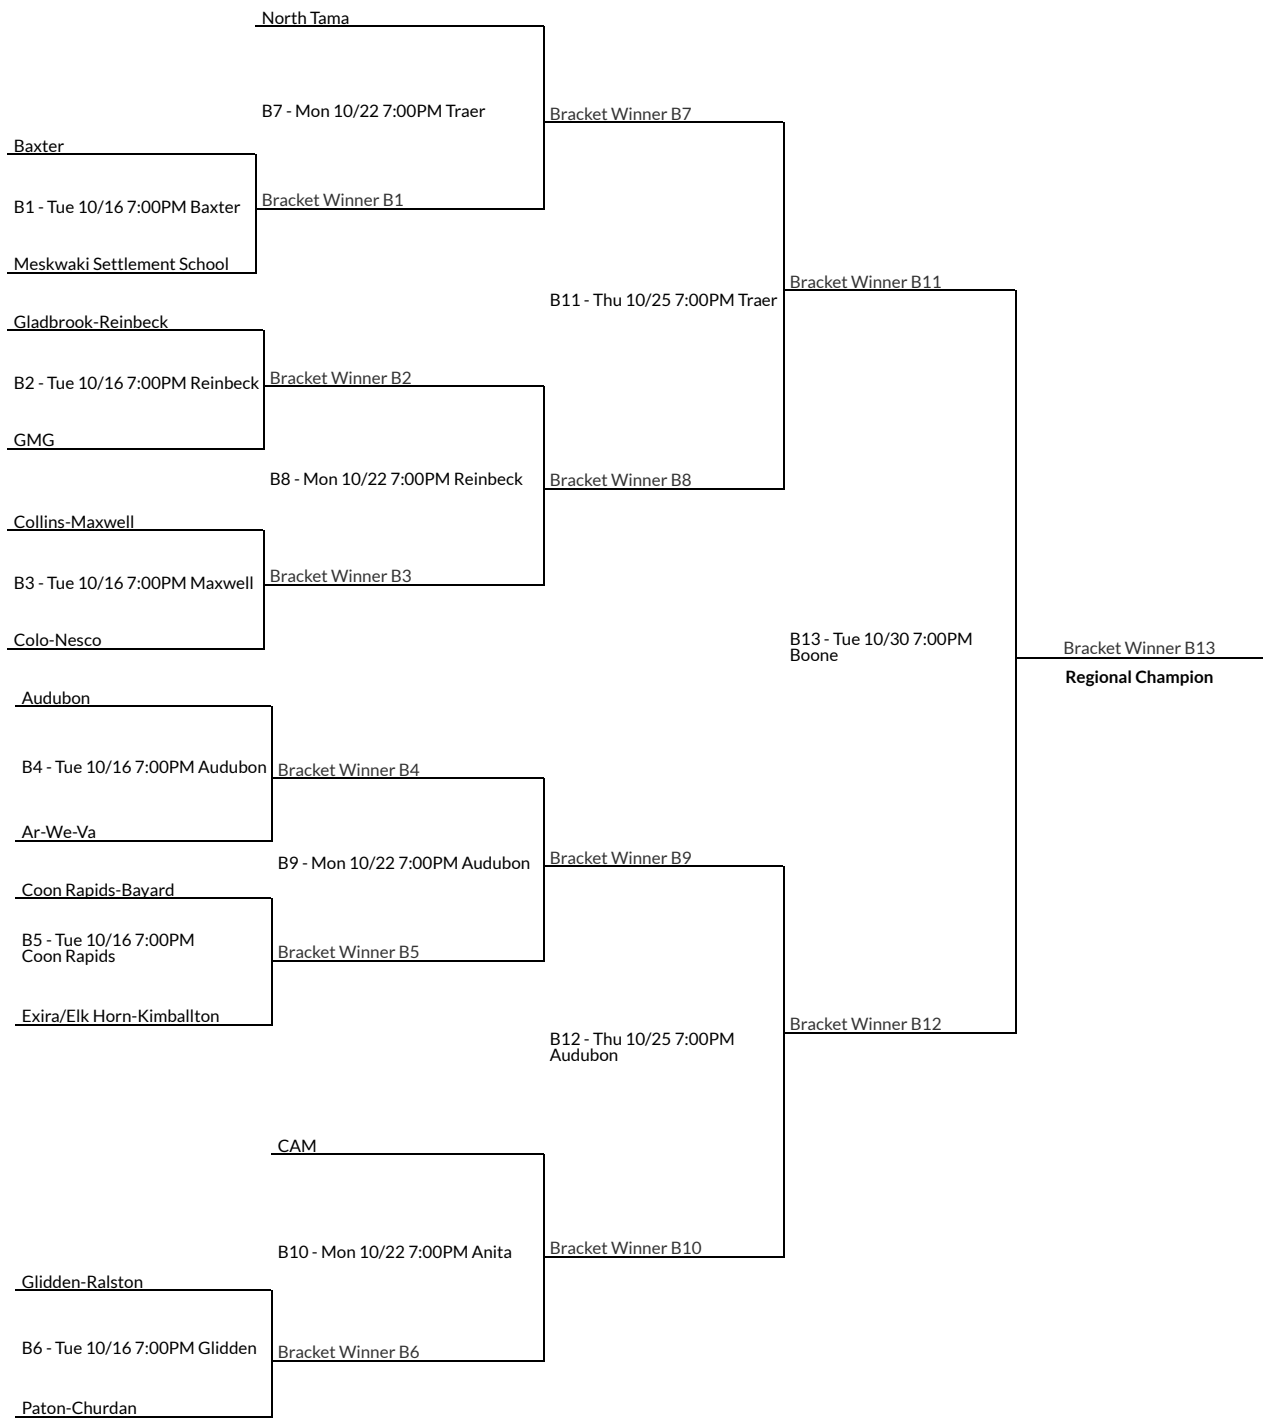 North Tama
B7 - Mon 10/22 7:00PM Traer
Bracket Winner B7
Baxter
B1 - Tue 10/16 7:00PM Baxter
Bracket Winner B1
Meskwaki Settlement School
Bracket Winner B11
B11 - Thu 10/25 7:00PM Traer
Gladbrook-Reinbeck
B2 - Tue 10/16 7:00PM Reinbeck
Bracket Winner B2
GMG
B8 - Mon 10/22 7:00PM Reinbeck
Bracket Winner B8
Collins-Maxwell
B3 - Tue 10/16 7:00PM Maxwell
Bracket Winner B3
Colo-Nesco
B13 - Tue 10/30 7:00PM
Boone
Bracket Winner B13
Regional Champion
Audubon
B4 - Tue 10/16 7:00PM Audubon
Bracket Winner B4
Ar-We-Va
B9 - Mon 10/22 7:00PM Audubon
Bracket Winner B9
Coon Rapids-Bayard
B5 - Tue 10/16 7:00PM
Coon Rapids
Bracket Winner B5
Exira/Elk Horn-Kimballton
Bracket Winner B12
B12 - Thu 10/25 7:00PM
Audubon
CAM
B10 - Mon 10/22 7:00PM Anita
Bracket Winner B10
Glidden-Ralston
B6 - Tue 10/16 7:00PM Glidden
Bracket Winner B6
Paton-Churdan